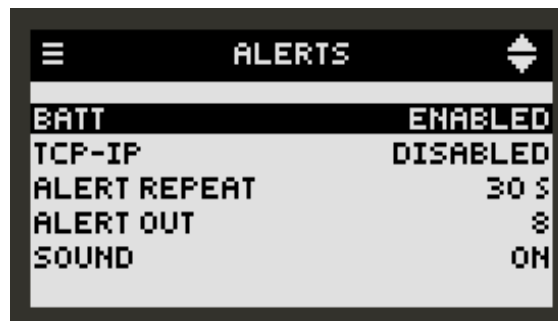 ALERTS
BATT ENABLED
TCP-IP DISABLED
ALERT REPEAT 30 S
ALERT OUT 8
SOUND ON